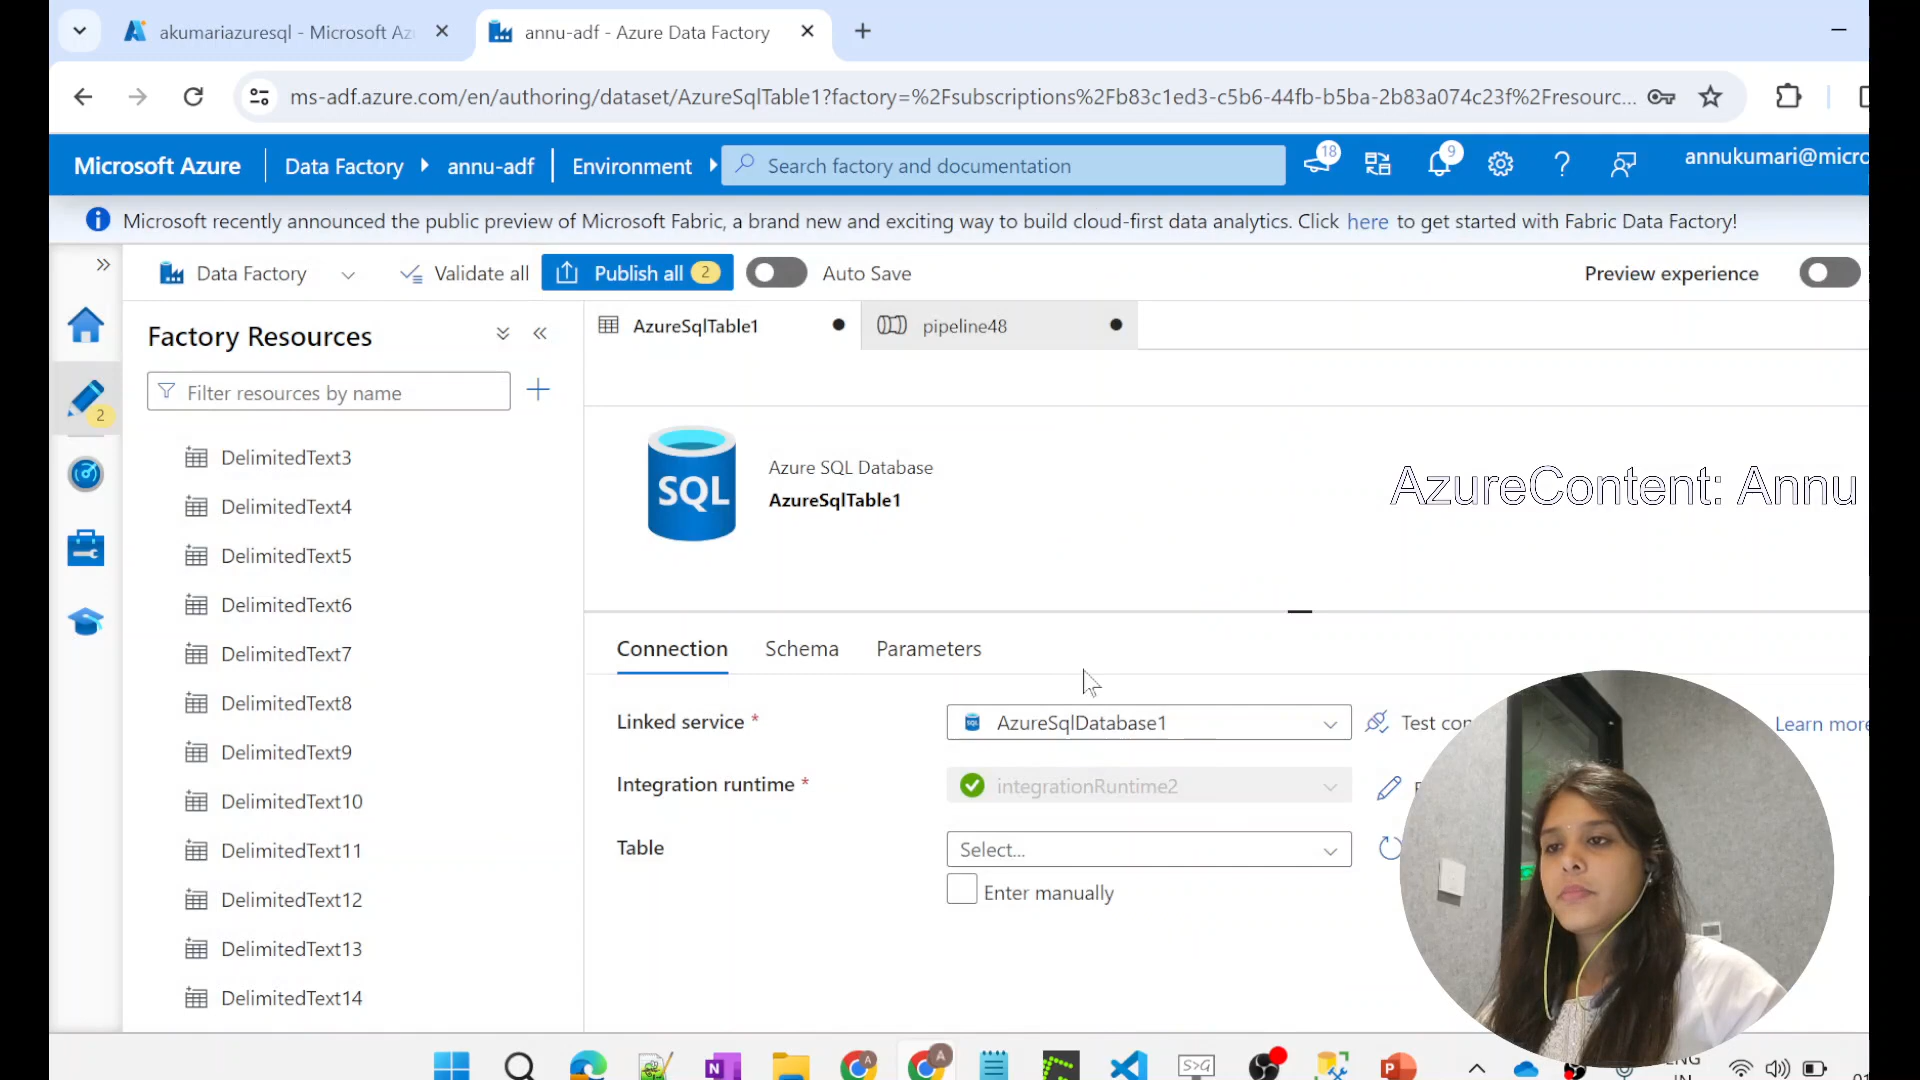 akumariazuresql - Microsoft Az
annu-adf - Azure Data Factory
ms-adf.azure.com/en/authoring/dataset/AzureSqlTable1?factory=%2Fsubscriptions%2Fb83c1ed3-c5b6-44fb-b5ba-2b83a074c23f%2Fresourc...
Microsoft Azure
Data Factory
annu-adf
Environment
Search factory and documentation
18
9
annukumari@micro
Microsoft recently announced the public preview of Microsoft Fabric, a brand new and exciting way to build cloud-first data analytics. Click here to get started with Fabric Data Factory!
Data Factory
Validate all
Publish all 2
Auto Save
Preview experience
Factory Resources
AzureSqlTable1
pipeline48
Filter resources by name
2
DelimitedText3
DelimitedText4
DelimitedText5
DelimitedText6
DelimitedText7
DelimitedText8
DelimitedText9
DelimitedText10
DelimitedText11
DelimitedText12
DelimitedText13
DelimitedText14
SQL
Azure SQL Database
AzureSqlTable1
AzureContent: Annu
Connection
Schema
Parameters
Linked service *
AzureSqlDatabase1
Test con
Learn more
Integration runtime *
integrationRuntime2
Table
Select...
Enter manually
ENG
IN